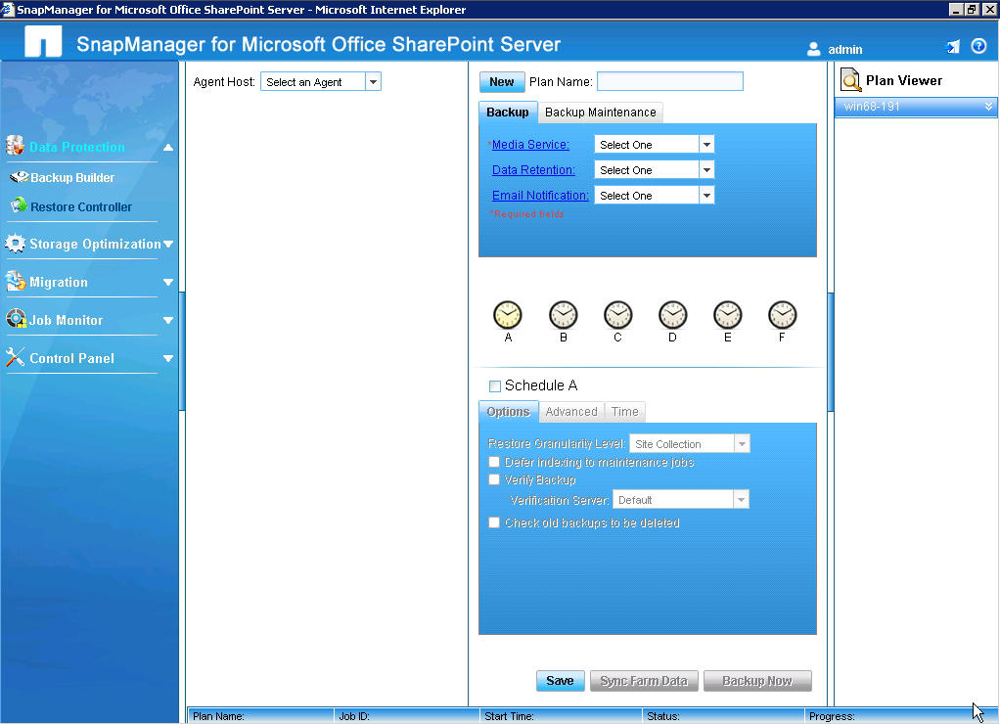 SnapManager for Microsoft Office SharePoint Server - Microsoft Internet Explorer
SnapManager for Microsoft Office SharePoint Server
admin
Data Protection
Backup Builder
Restore Controller
Storage Optimization
Migration
Job Monitor
Control Panel
Agent Host: Select an Agent
New Plan Name:
Backup Backup Maintenance
*Media Service: Select One
Data Retention: Select One
Email Notification: Select One
*Required fields
A B C D E F
Schedule A
Options Advanced Time
Restore Granularity Level: Site Collection
Defer indexing to maintenance jobs
Verify Backup
Verification Server: Default
Check old backups to be deleted
Save Sync Farm Data Backup Now
Plan Viewer
win68-191
Plan Name: Job ID: Start Time: Status: Progress: